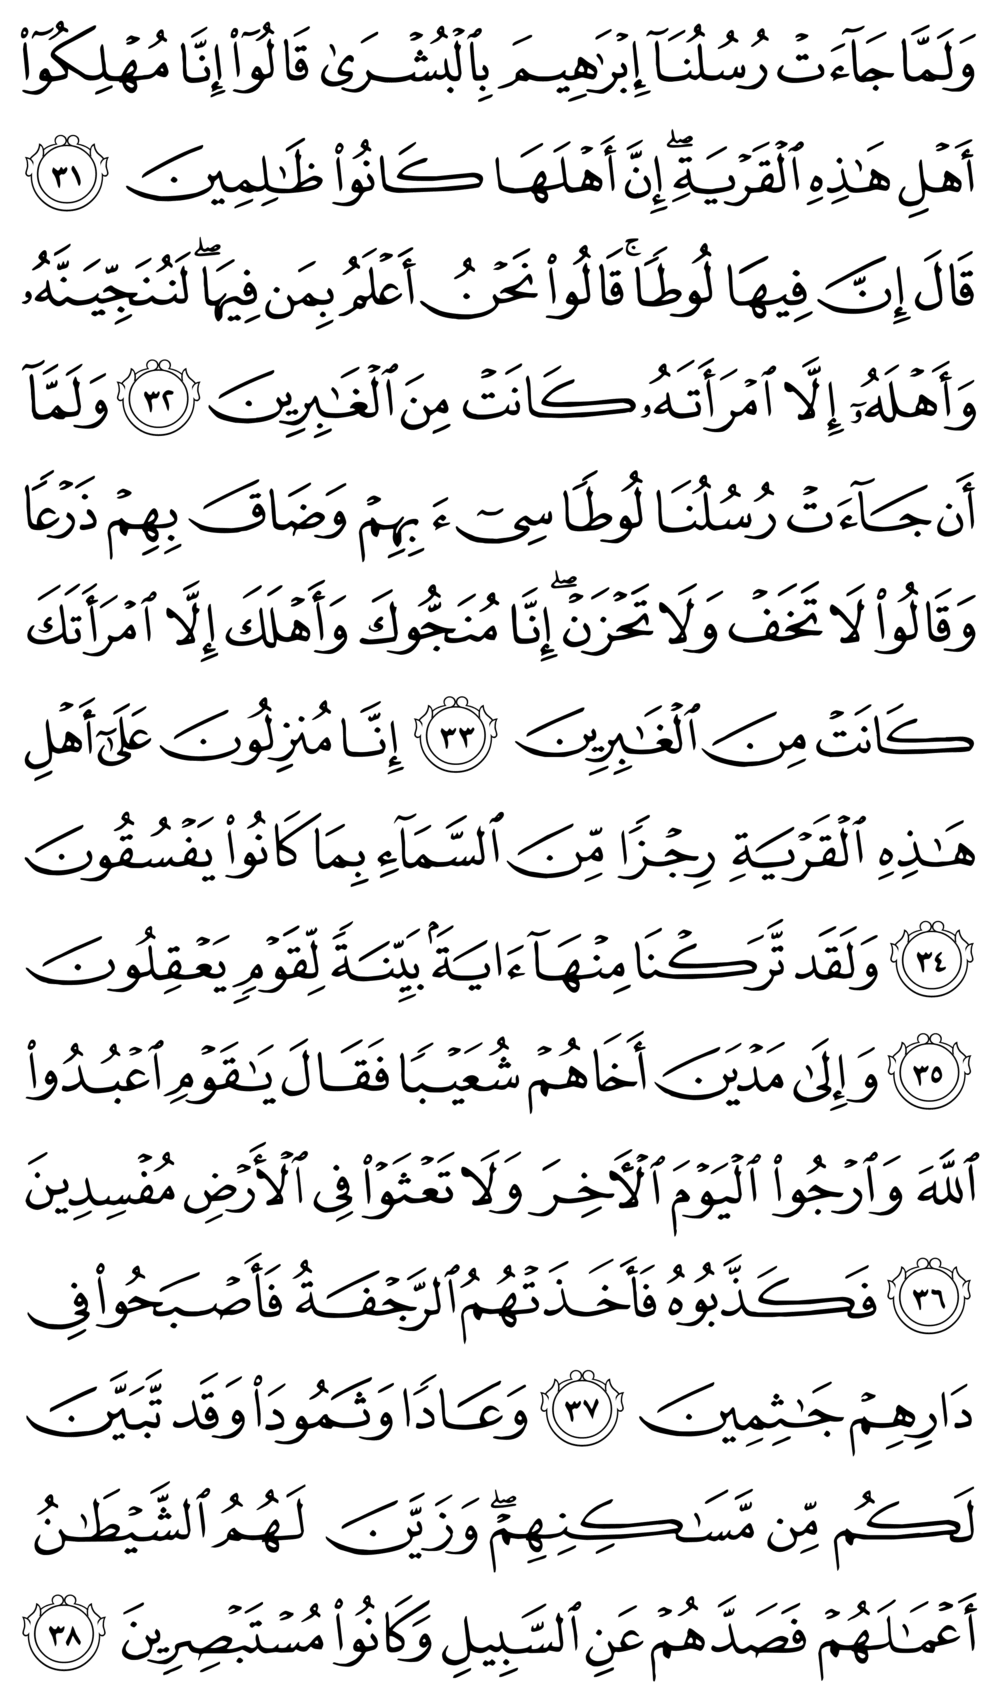 وَلَمَّا جَآءَتْ رُسُلُنَآ إِبْرَٰهِيمَ بِٱلْبُشْرَىٰ قَالُوٓا۟ إِنَّا مُهْلِكُوٓا۟
أَهْلِ هَٰذِهِ ٱلْقَرْيَةِ ۖ إِنَّ أَهْلَهَا كَانُوا۟ ظَٰلِمِينَ ٣١
قَالَ إِنَّ فِيهَا لُوطًا ۚ قَالُوا۟ نَحْنُ أَعْلَمُ بِمَن فِيهَا ۖ لَنُنَجِّيَنَّهُۥ
وَأَهْلَهُۥٓ إِلَّا ٱمْرَأَتَهُۥ كَانَتْ مِنَ ٱلْغَٰبِرِينَ ٣٢ وَلَمَّآ
أَن جَآءَتْ رُسُلُنَا لُوطًا سِىٓءَ بِهِمْ وَضَاقَ بِهِمْ ذَرْعًا
وَقَالُوا۟ لَا تَخَفْ وَلَا تَحْزَنْ ۖ إِنَّا مُنَجُّوكَ وَأَهْلَكَ إِلَّا ٱمْرَأَتَكَ
كَانَتْ مِنَ ٱلْغَٰبِرِينَ ٣٣ إِنَّا مُنزِلُونَ عَلَىٰٓ أَهْلِ
هَٰذِهِ ٱلْقَرْيَةِ رِجْزًا مِّنَ ٱلسَّمَآءِ بِمَا كَانُوا۟ يَفْسُقُونَ
٣٤ وَلَقَد تَّرَكْنَا مِنْهَآ ءَايَةًۢ بَيِّنَةً لِّقَوْمٍ يَعْقِلُونَ
٣٥ وَإِلَىٰ مَدْيَنَ أَخَاهُمْ شُعَيْبًا فَقَالَ يَٰقَوْمِ ٱعْبُدُوا۟
ٱللَّهَ وَٱرْجُوا۟ ٱلْيَوْمَ ٱلْءَاخِرَ وَلَا تَعْثَوْا۟ فِى ٱلْأَرْضِ مُفْسِدِينَ
٣٦ فَكَذَّبُوهُ فَأَخَذَتْهُمُ ٱلرَّجْفَةُ فَأَصْبَحُوا۟ فِى
دَارِهِمْ جَٰثِمِينَ ٣٧ وَعَادًا وَثَمُودَا۟ وَقَد تَّبَيَّنَ
لَكُم مِّن مَّسَٰكِنِهِمْ ۖ وَزَيَّنَ لَهُمُ ٱلشَّيْطَٰنُ
أَعْمَٰلَهُمْ فَصَدَّهُمْ عَنِ ٱلسَّبِيلِ وَكَانُوا۟ مُسْتَبْصِرِينَ ٣٨